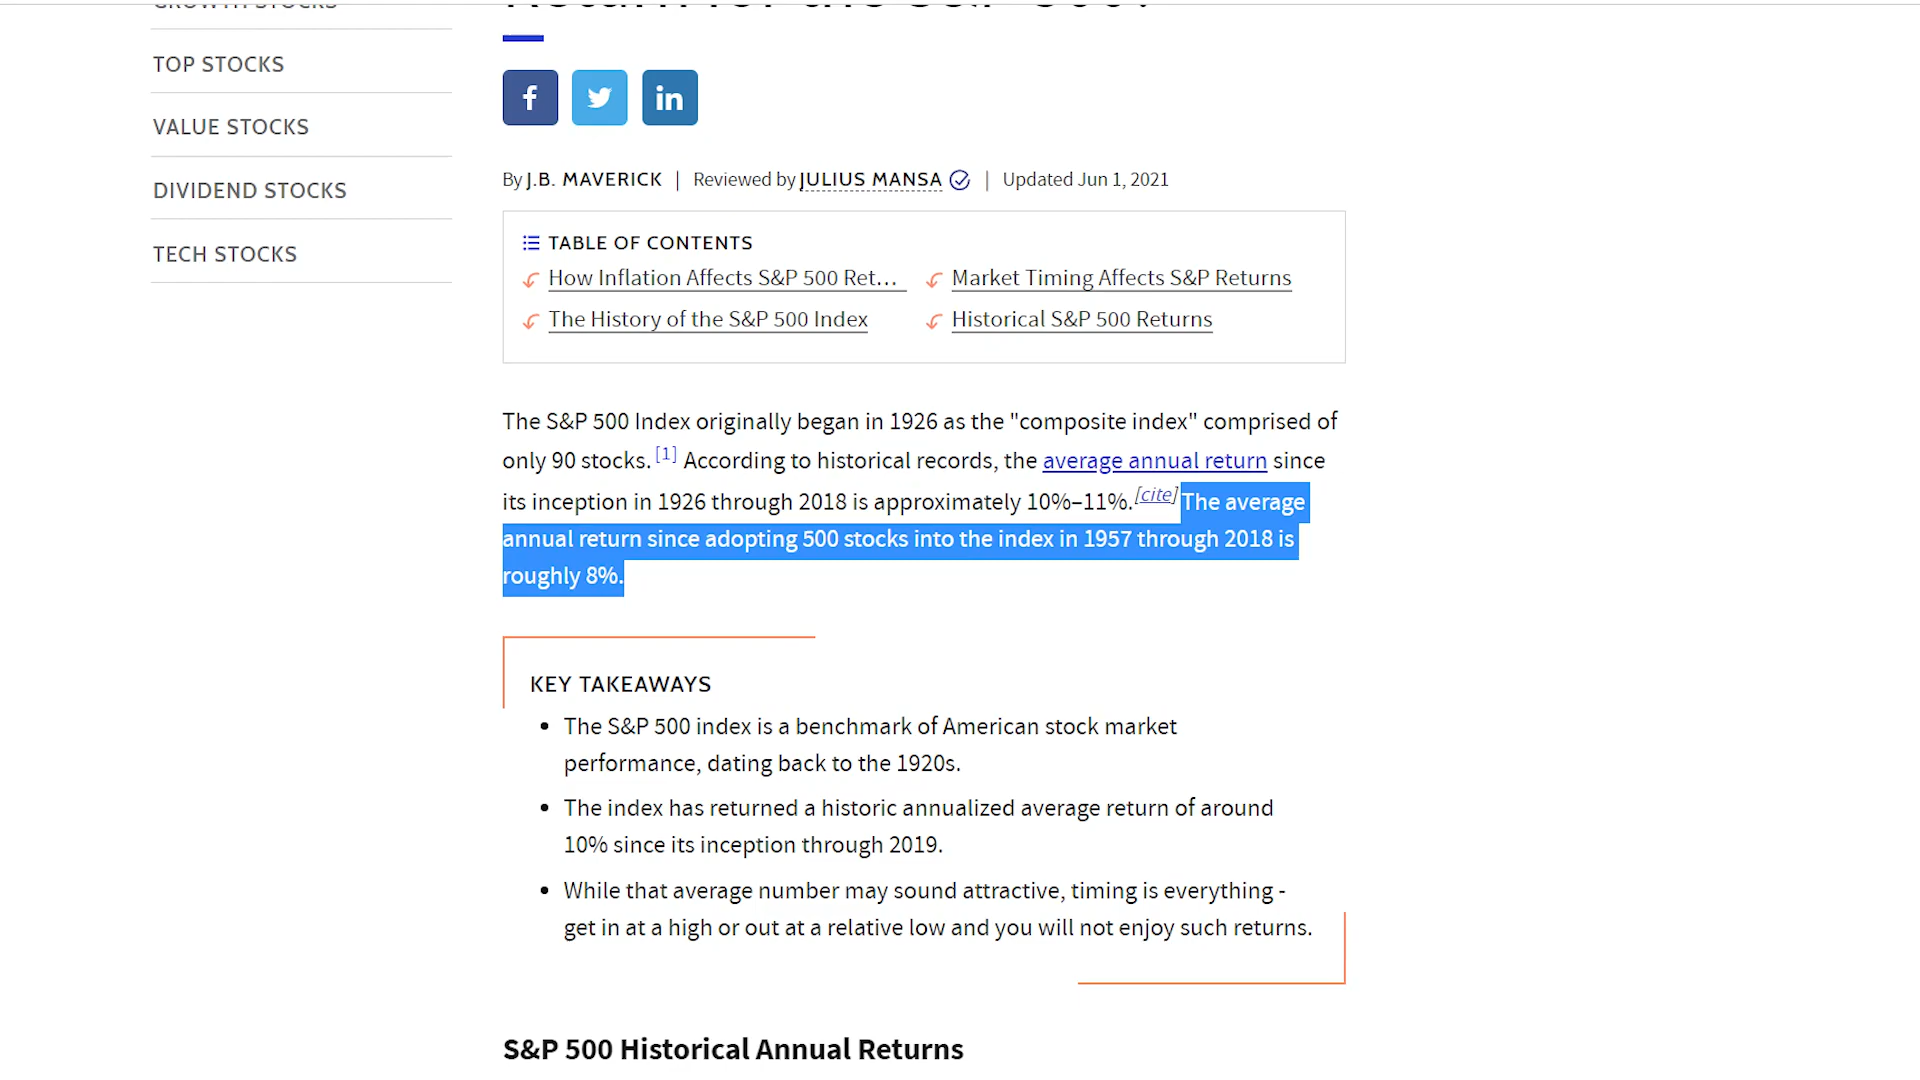 TOP STOCKS
VALUE STOCKS
DIVIDEND STOCKS
TECH STOCKS
f
in
By J.B. MAVERICK | Reviewed by JULIUS MANSA | Updated Jun 1, 2021
TABLE OF CONTENTS
How Inflation Affects S&P 500 Ret...
Market Timing Affects S&P Returns
The History of the S&P 500 Index
Historical S&P 500 Returns
The S&P 500 Index originally began in 1926 as the "composite index" comprised of
only 90 stocks. [1] According to historical records, the average annual return since
its inception in 1926 through 2018 is approximately 10%–11%.[cite] The average
annual return since adopting 500 stocks into the index in 1957 through 2018 is
roughly 8%.
KEY TAKEAWAYS
• The S&P 500 index is a benchmark of American stock market
performance, dating back to the 1920s.
• The index has returned a historic annualized average return of around
10% since its inception through 2019.
• While that average number may sound attractive, timing is everything -
get in at a high or out at a relative low and you will not enjoy such returns.
S&P 500 Historical Annual Returns